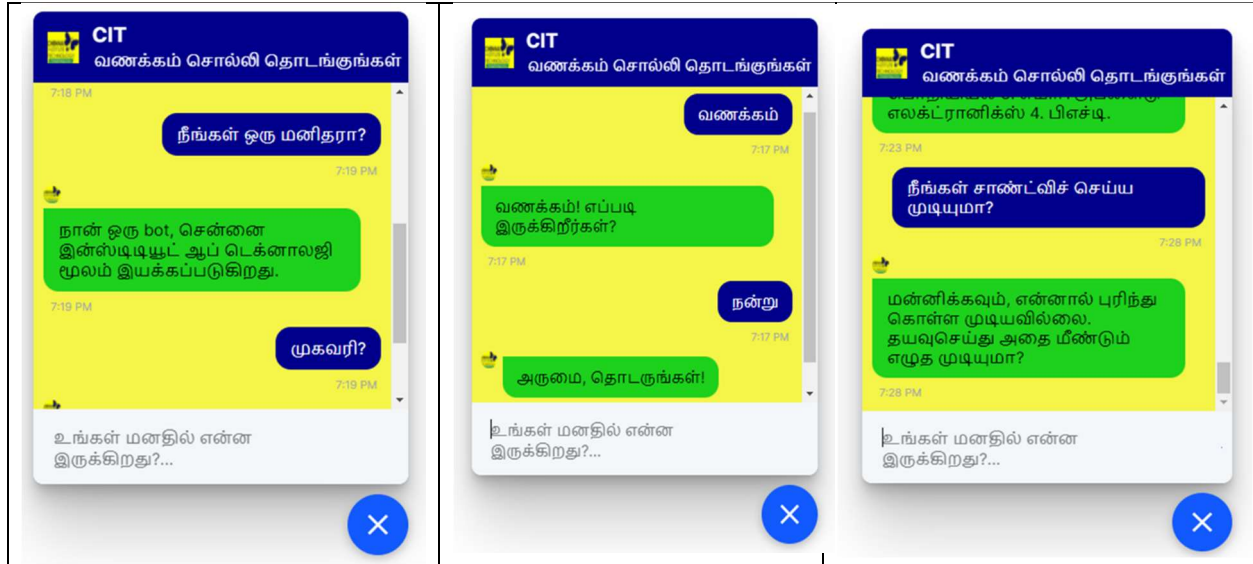 CIT
வணக்கம் சொல்லி தொடங்குங்கள்
7:18 PM
நீங்கள் ஒரு மனிதரா?
7:19 PM
நான் ஒரு bot, சென்னை
இன்ஸ்டிடியூட் ஆப் டெக்னாலஜி
மூலம் இயக்கப்படுகிறது.
7:19 PM
முகவரி?
7:19 PM
உங்கள் மனதில் என்ன
இருக்கிறது?...
CIT
வணக்கம் சொல்லி தொடங்குங்கள்
வணக்கம்
7:17 PM
வணக்கம்! எப்படி
இருக்கிறீர்கள்?
7:17 PM
நன்று
7:17 PM
அருமை, தொடருங்கள்!
உங்கள் மனதில் என்ன
இருக்கிறது?...
CIT
வணக்கம் சொல்லி தொடங்குங்கள்
எலக்ட்ரானிக்ஸ் 4. பிஎச்டி.
7:23 PM
நீங்கள் சாண்ட்விச் செய்ய
முடியுமா?
7:28 PM
மன்னிக்கவும், என்னால் புரிந்து
கொள்ள முடியவில்லை.
தயவுசெய்து அதை மீண்டும்
எழுத முடியுமா?
7:28 PM
உங்கள் மனதில் என்ன
இருக்கிறது?...